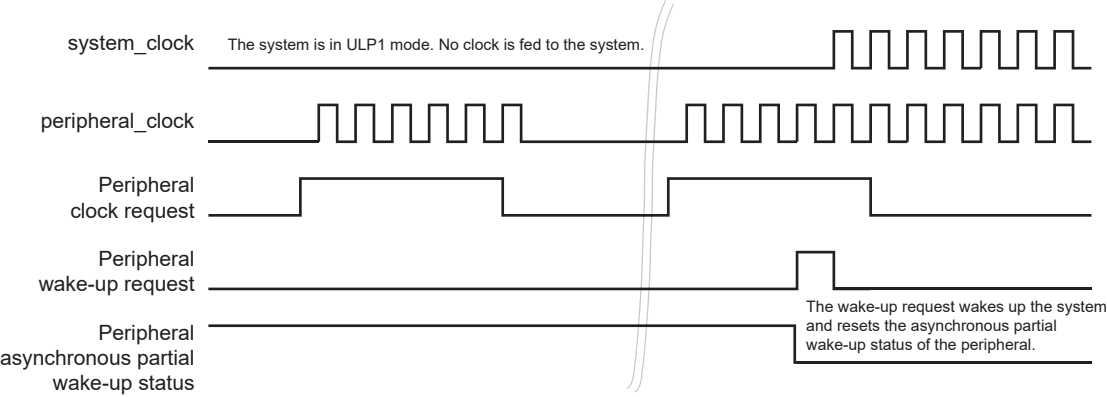 system_clock
The system is in ULP1 mode. No clock is fed to the system.
peripheral_clock
Peripheral
clock request
Peripheral
wake-up request
The wake-up request wakes up the system
and resets the asynchronous partial
wake-up status of the peripheral.
Peripheral
asynchronous partial
wake-up status